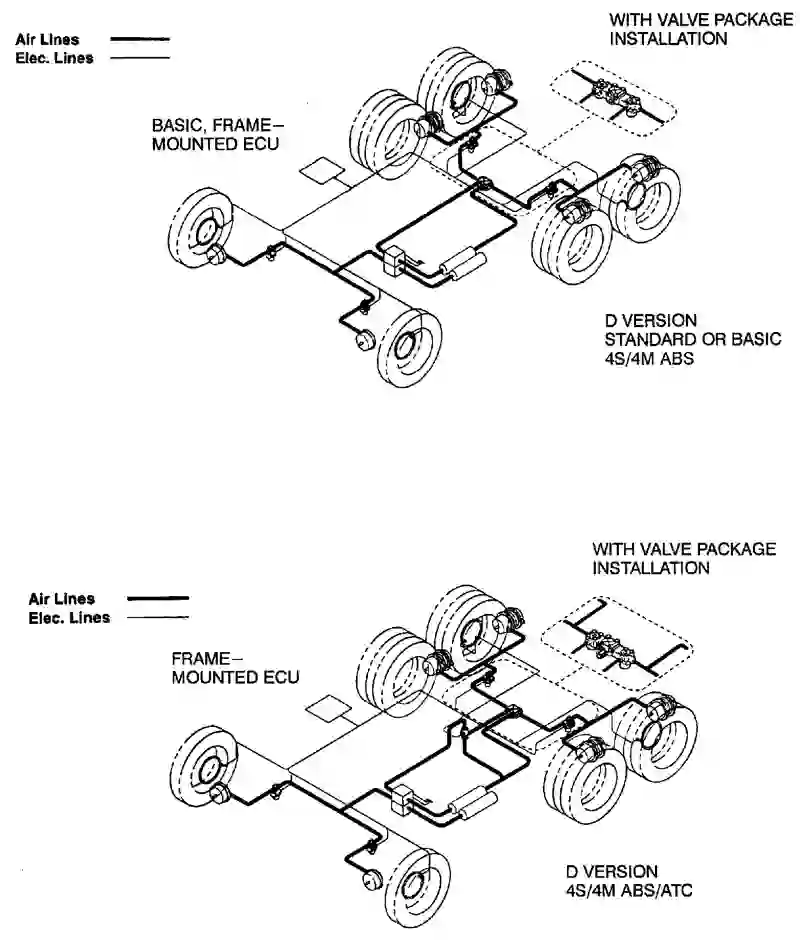 WITH VALVE PACKAGE
INSTALLATION
Air Lines
Elec. Lines
BASIC, FRAME–
MOUNTED ECU
D VERSION
STANDARD OR BASIC
4S/4M ABS
WITH VALVE PACKAGE
INSTALLATION
Air Lines
Elec. Lines
FRAME–
MOUNTED ECU
D VERSION
4S/4M ABS/ATC